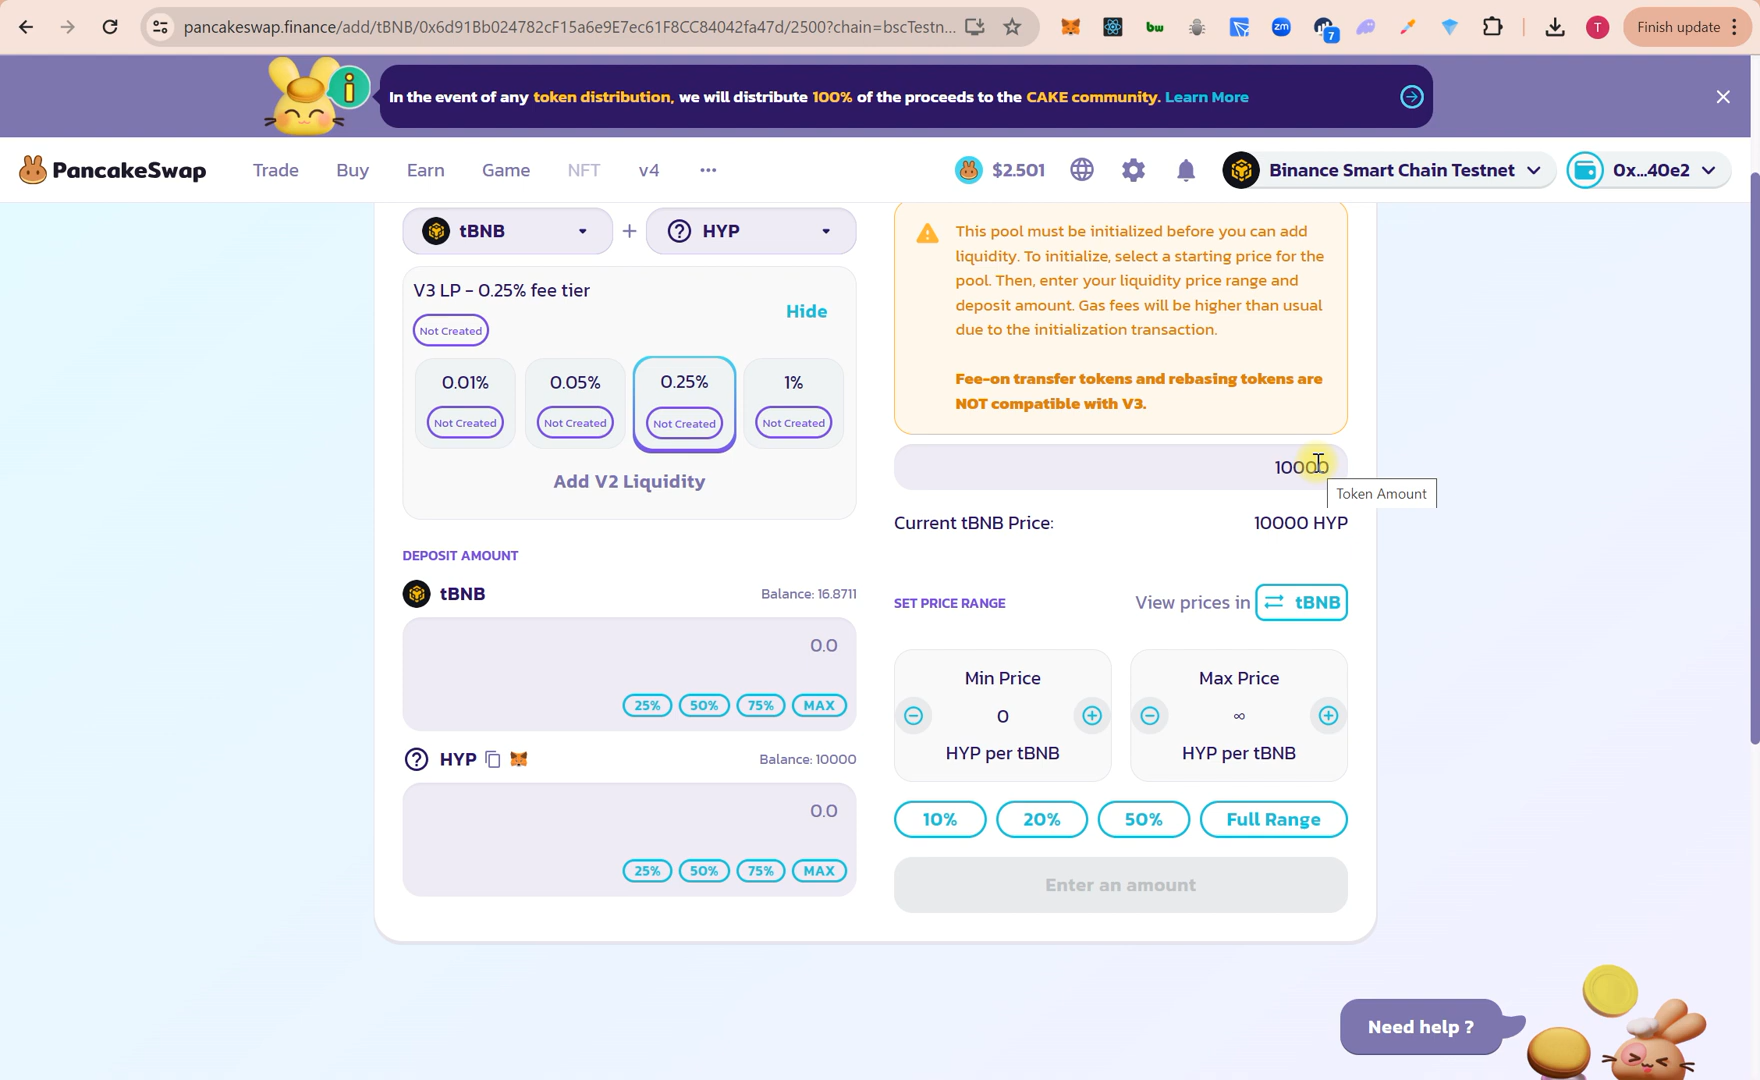 pancakeswap.finance/add/tBNB/0x6d91Bb024782cF15a6e9E7ec61F8CC84042fa47d/2500?chain=bscTestn...
bw
zm
7
T
Finish update
i
In the event of any token distribution, we will distribute 100% of the proceeds to the CAKE community. Learn More
PancakeSwap
Trade
Buy
Earn
Game
NFT
v4
$2.501
Binance Smart Chain Testnet
0x...40e2
tBNB
+
HYP
V3 LP - 0.25% fee tier
Not Created
Hide
0.01%
0.05%
0.25%
1%
Not Created
Not Created
Not Created
Not Created
Add V2 Liquidity
DEPOSIT AMOUNT
tBNB
Balance: 16.8711
0.0
25%
50%
75%
MAX
HYP
Balance: 10000
0.0
25%
50%
75%
MAX
This pool must be initialized before you can add
liquidity. To initialize, select a starting price for the
pool. Then, enter your liquidity price range and
deposit amount. Gas fees will be higher than usual
due to the initialization transaction.
Fee-on transfer tokens and rebasing tokens are
NOT compatible with V3.
10000
Token Amount
Current tBNB Price:
10000 HYP
SET PRICE RANGE
View prices in
tBNB
Min Price
0
HYP per tBNB
Max Price
∞
HYP per tBNB
10%
20%
50%
Full Range
Enter an amount
Need help ?